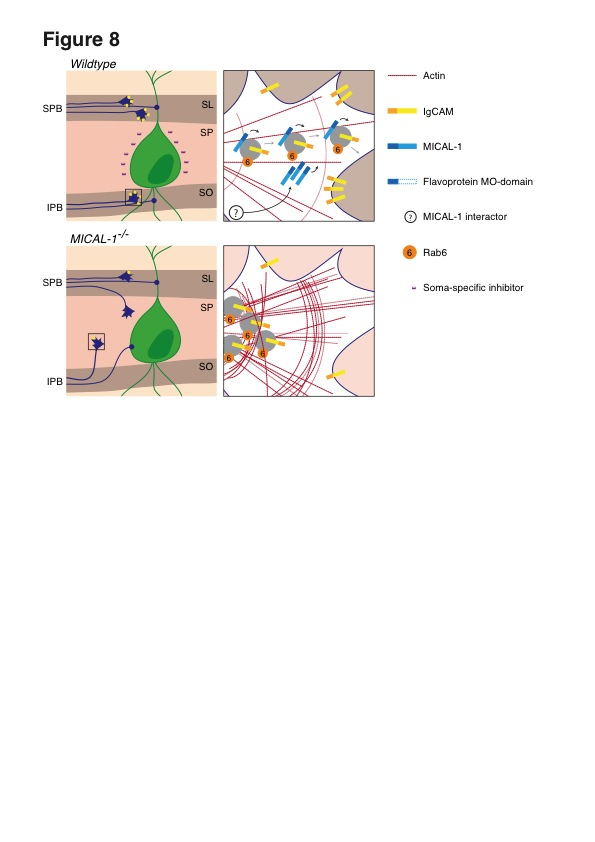 Figure 8
Wildtype
SPB
SL
SP
SO
IPB
6
6
6
?
MICAL-1-/-
SPB
SL
SP
SO
IPB
6
6
6
6
Actin
IgCAM
MICAL-1
Flavoprotein MO-domain
? MICAL-1 interactor
6 Rab6
Soma-specific inhibitor